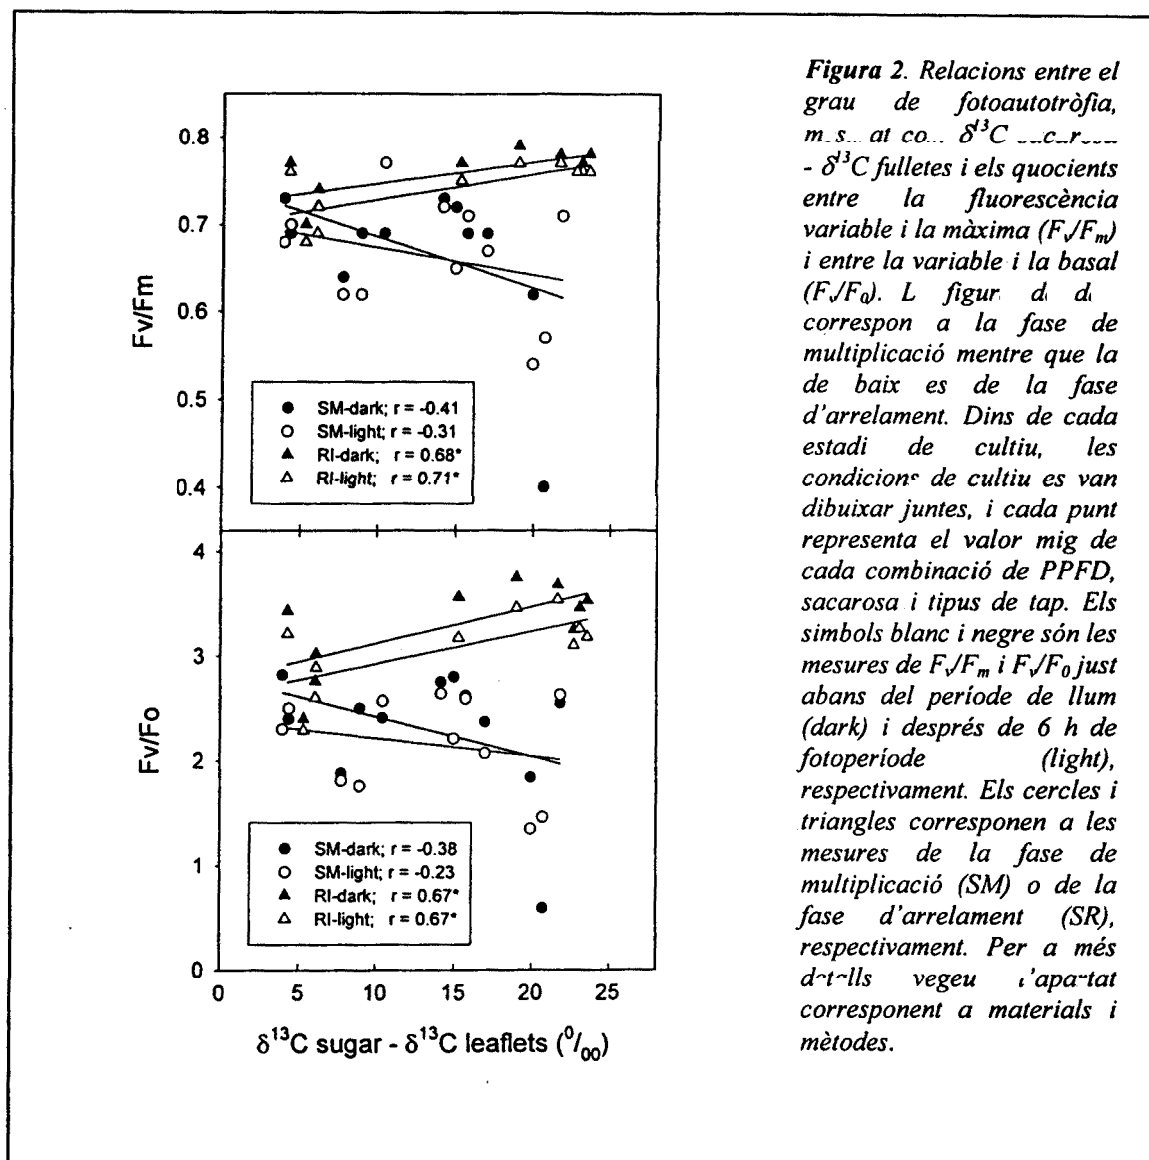 Figura 2. Relacions entre el
grau de fotoautotròfia,
δ¹³C
- δ¹³C fulletes i els quocients
entre la fluorescència
variable i la màxima (Fv/Fm)
i entre la variable i la basal
(Fv/F0). figur
correspon a la fase de
multiplicació mentre que la
de baix es de la fase
d'arrelament. Dins de cada
estadi de cultiu, les
condicions de cultiu es van
dibuixar juntes, i cada punt
representa el valor mig de
cada combinació de PPFD,
sacarosa i tipus de tap. Els
simbols blanc i negre són les
mesures de Fv/Fm i Fv/F0 just
abans del període de llum
(dark) i després de 6 h de
fotoperíode (light),
respectivament. Els cercles i
triangles corresponen a les
mesures de la fase de
multiplicació (SM) o de la
fase d'arrelament (SR),
respectivament. Per a més
vegeu
corresponent a materials i
mètodes.
Fv/Fm
0.8
0.7
0.6
0.5
0.4
SM-dark; r = -0.41
SM-light; r = -0.31
RI-dark; r = 0.68*
RI-light; r = 0.71*
Fv/Fo
4
3
2
1
0
SM-dark; r = -0.38
SM-light; r = -0.23
RI-dark; r = 0.67*
RI-light; r = 0.67*
0 5 10 15 20 25
δ¹³C sugar - δ¹³C leaflets (⁰/₀₀)